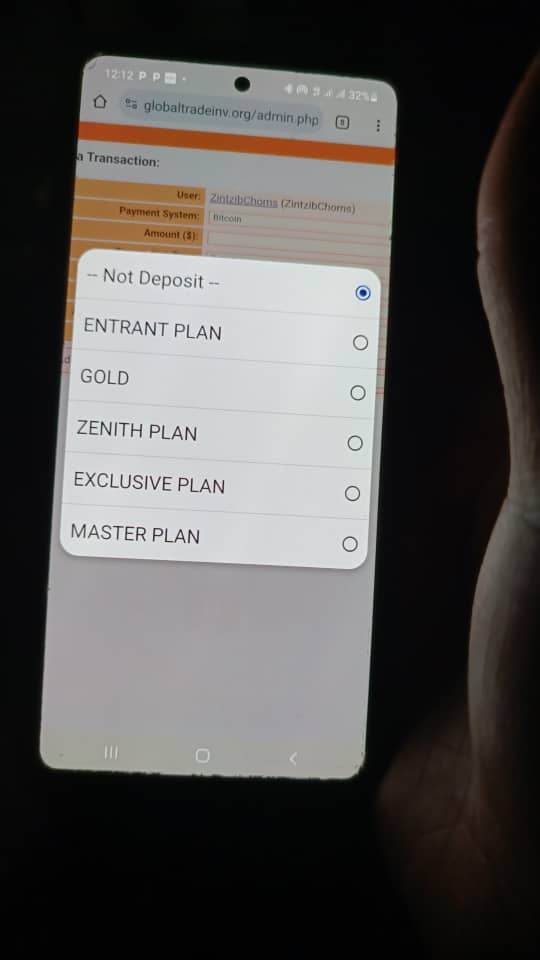 12:12 P P
32%
globaltradeinv.org/admin.php
8
a Transaction:
User: ZintzibChoms (ZintzibChoms)
Payment System: Bitcoin
Amount ($):
-- Not Deposit --
ENTRANT PLAN
GOLD
ZENITH PLAN
EXCLUSIVE PLAN
MASTER PLAN